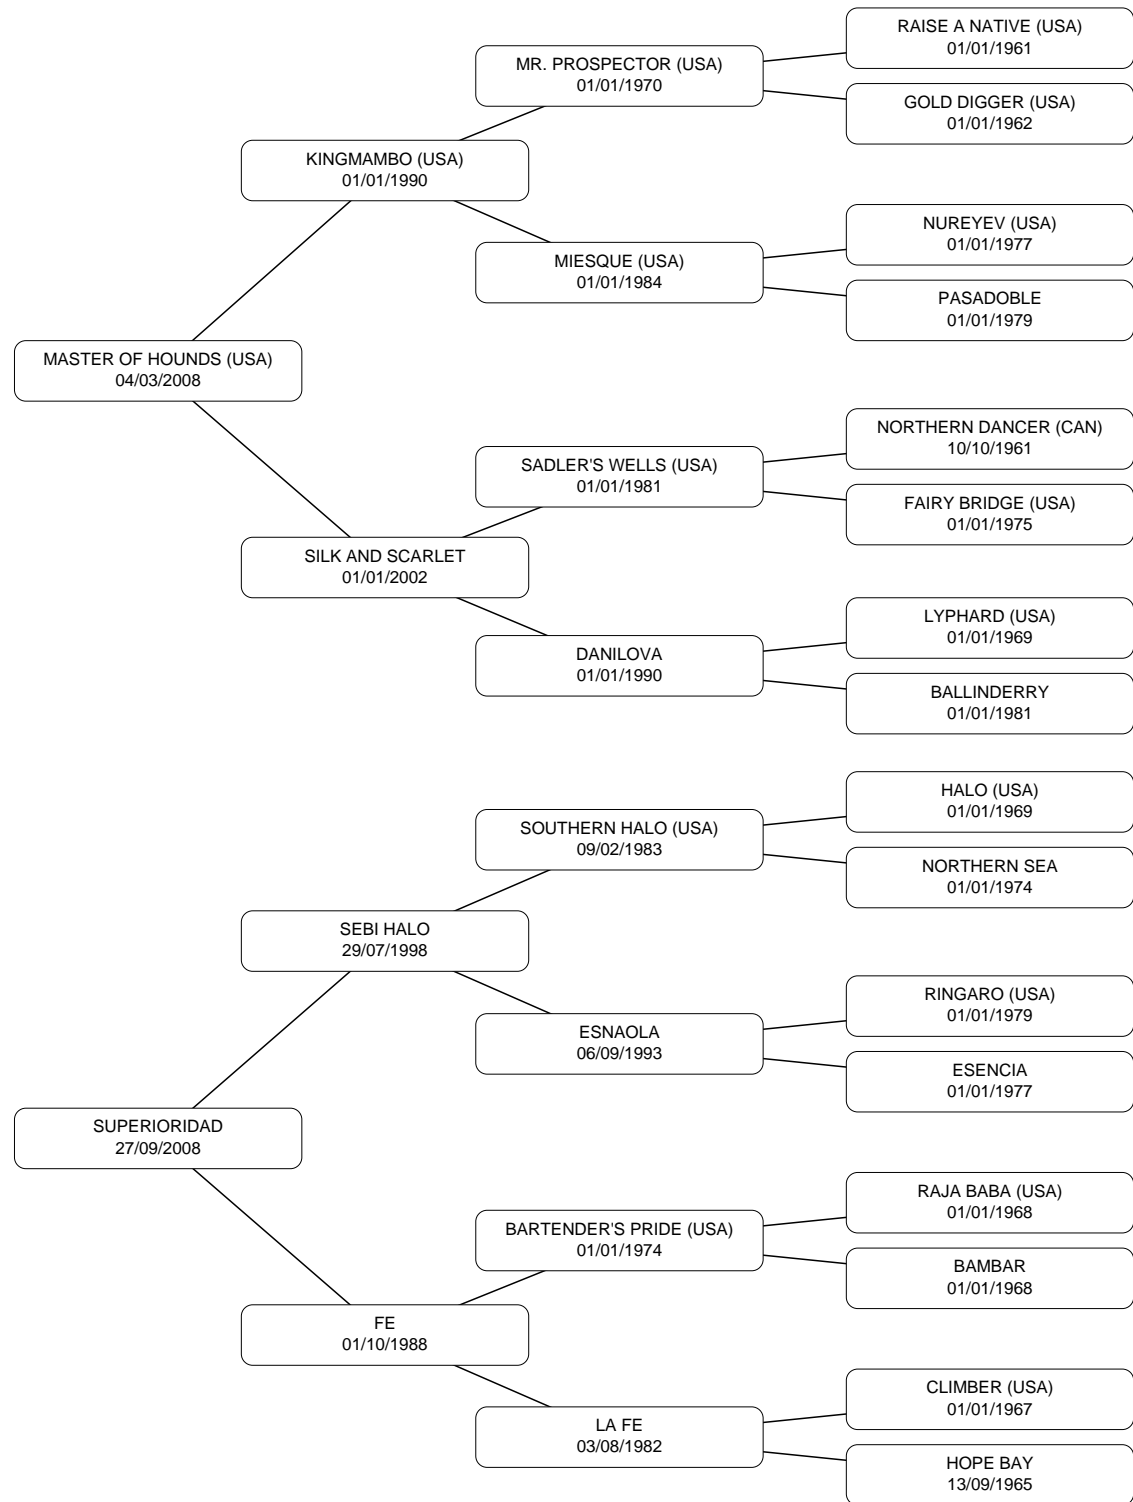 RAISE A NATIVE (USA)
01/01/1961
MR. PROSPECTOR (USA)
01/01/1970
GOLD DIGGER (USA)
01/01/1962
KINGMAMBO (USA)
01/01/1990
NUREYEV (USA)
01/01/1977
MIESQUE (USA)
01/01/1984
PASADOBLE
01/01/1979
MASTER OF HOUNDS (USA)
04/03/2008
NORTHERN DANCER (CAN)
10/10/1961
SADLER'S WELLS (USA)
01/01/1981
FAIRY BRIDGE (USA)
01/01/1975
SILK AND SCARLET
01/01/2002
LYPHARD (USA)
01/01/1969
DANILOVA
01/01/1990
BALLINDERRY
01/01/1981
HALO (USA)
01/01/1969
SOUTHERN HALO (USA)
09/02/1983
NORTHERN SEA
01/01/1974
SEBI HALO
29/07/1998
RINGARO (USA)
01/01/1979
ESNAOLA
06/09/1993
ESENCIA
01/01/1977
SUPERIORIDAD
27/09/2008
RAJA BABA (USA)
01/01/1968
BARTENDER'S PRIDE (USA)
01/01/1974
BAMBAR
01/01/1968
FE
01/10/1988
CLIMBER (USA)
01/01/1967
LA FE
03/08/1982
HOPE BAY
13/09/1965